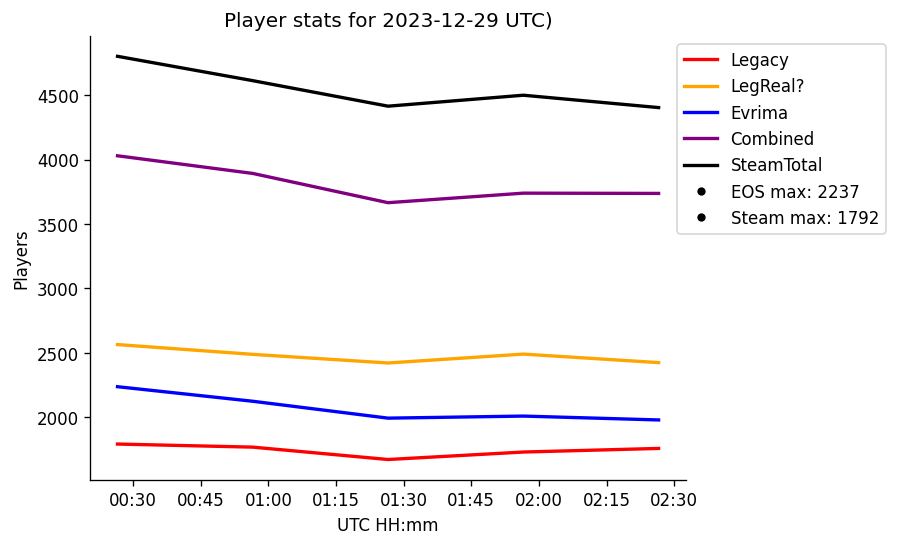 Player stats for 2023-12-29 UTC)
Legacy
LegReal?
Evrima
Combined
SteamTotal
EOS max: 2237
Steam max: 1792
4500
4000
3500
3000
2500
2000
Players
00:30 00:45 01:00 01:15 01:30 01:45 02:00 02:15 02:30
UTC HH:mm